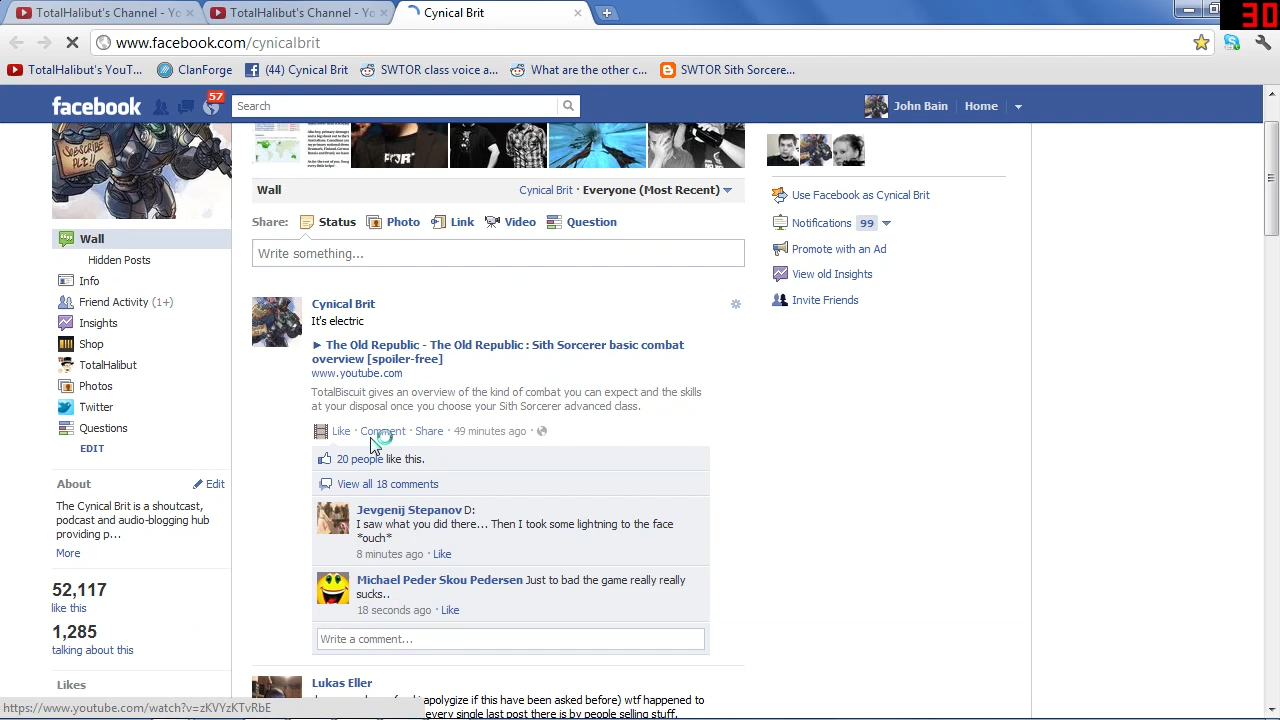 TotalHalibut's Channel - Yo
TotalHalibut's Channel - Yo
Cynical Brit
30
www.facebook.com/cynicalbrit
TotalHalibut's YouT...
ClanForge
(44) Cynical Brit
SWTOR class voice a...
What are the other c...
SWTOR Sith Sorcere...
facebook
57
Search
John Bain
Home
Wall
Cynical Brit · Everyone (Most Recent)
Use Facebook as Cynical Brit
Share:
Status
Photo
Link
Video
Question
Notifications 99
Write something...
Promote with an Ad
View old Insights
Invite Friends
Wall
Hidden Posts
Info
Friend Activity (1+)
Insights
Shop
TotalHalibut
Photos
Twitter
Questions
EDIT
About
Edit
The Cynical Brit is a shoutcast,
podcast and audio-blogging hub
providing p...
More
52,117
like this
1,285
talking about this
Likes
Cynical Brit
It's electric
► The Old Republic - The Old Republic : Sith Sorcerer basic combat
overview [spoiler-free]
www.youtube.com
TotalBiscuit gives an overview of the kind of combat you can expect and the skills
at your disposal once you choose your Sith Sorcerer advanced class.
Like · Comment · Share · 49 minutes ago ·
20 people like this.
View all 18 comments
Jevgenij Stepanov D:
I saw what you did there... Then I took some lightning to the face
*ouch*
8 minutes ago · Like
Michael Peder Skou Pedersen Just to bad the game really really
sucks..
18 seconds ago · Like
Write a comment...
Lukas Eller
apolygize if this have been asked before) wtf happened to
every single last post there is by people selling stuff.
https://www.youtube.com/watch?v=zKVYzKTvRbE